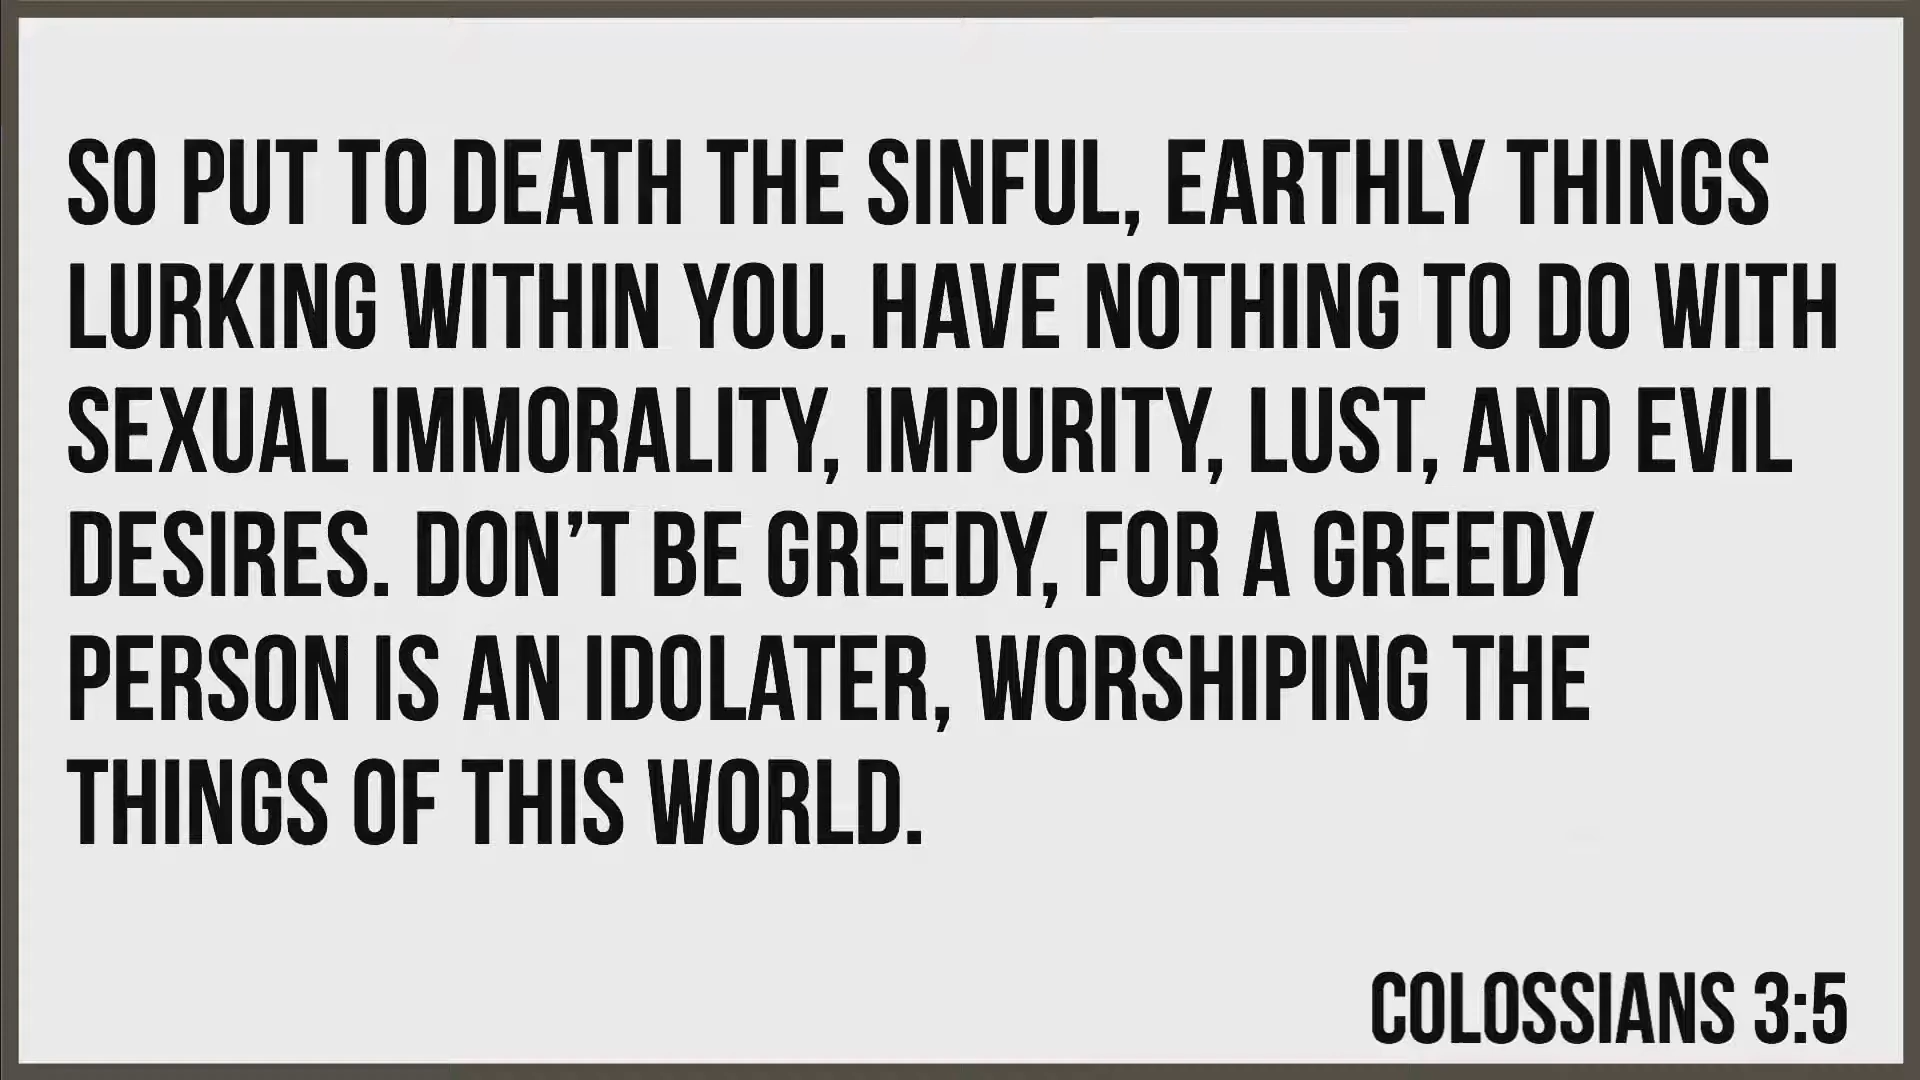 SO PUT TO DEATH THE SINFUL, EARTHLY THINGS
LURKING WITHIN YOU. HAVE NOTHING TO DO WITH
SEXUAL IMMORALITY, IMPURITY, LUST, AND EVIL
DESIRES. DON’T BE GREEDY, FOR A GREEDY
PERSON IS AN IDOLATER, WORSHIPING THE
THINGS OF THIS WORLD.
COLOSSIANS 3:5